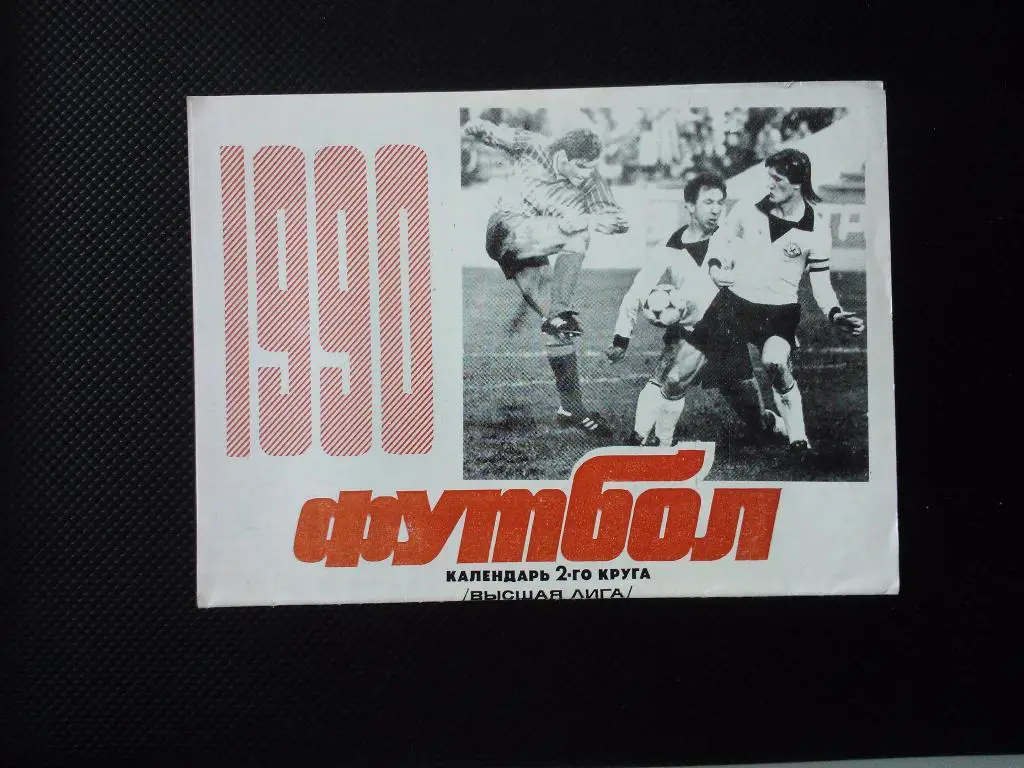 1990
футбол
КАЛЕНДАРЬ 2-ГО КРУГА
/ВЫСШАЯ ЛИГА/